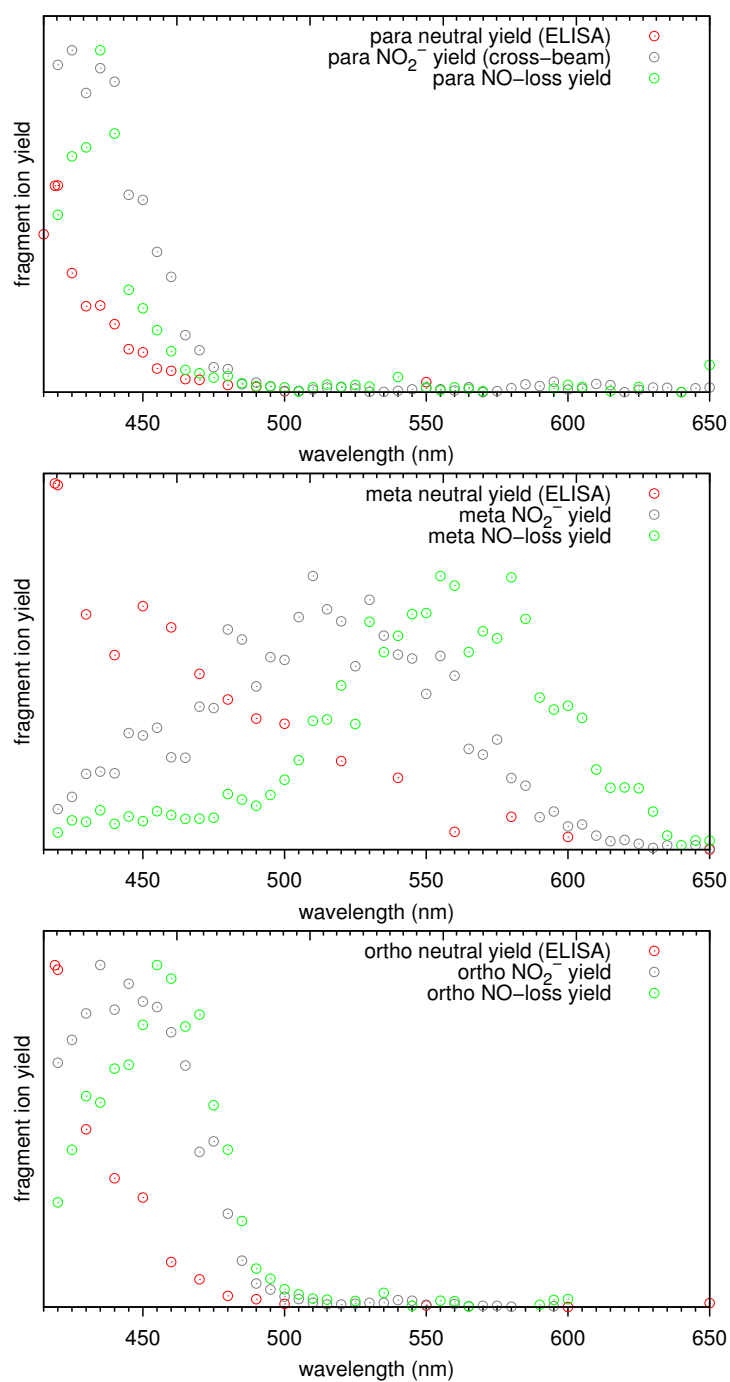 para neutral yield (ELISA)
para NO₂⁻ yield (cross−beam)
para NO−loss yield
fragment ion yield
450 500 550 600 650
wavelength (nm)
meta neutral yield (ELISA)
meta NO₂⁻ yield
meta NO−loss yield
fragment ion yield
450 500 550 600 650
wavelength (nm)
ortho neutral yield (ELISA)
ortho NO₂⁻ yield
ortho NO−loss yield
fragment ion yield
450 500 550 600 650
wavelength (nm)